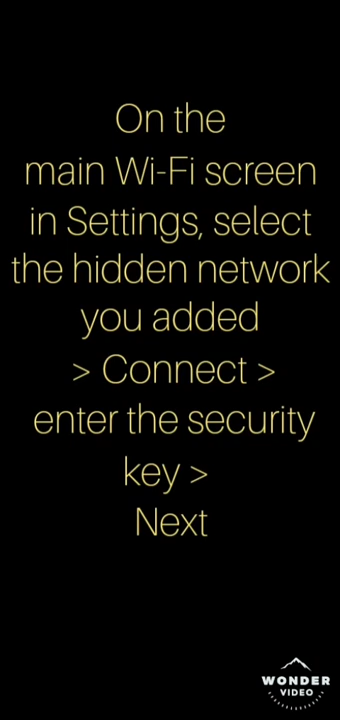 On the
main Wi-Fi screen
in Settings, select
the hidden network
you added
> Connect >
enter the security
key >
Next
WONDER
VIDEO